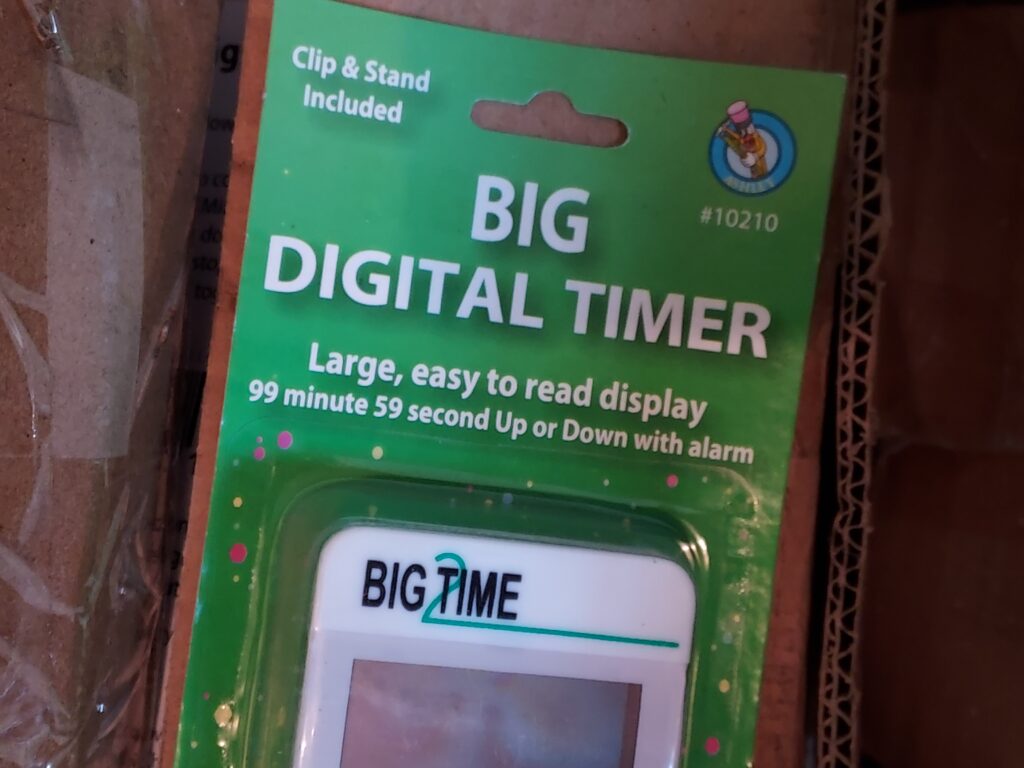 Clip & Stand
Included
#10210
BIG
DIGITAL TIMER
Large, easy to read display
99 minute 59 second Up or Down with alarm
BIG 2 TIME